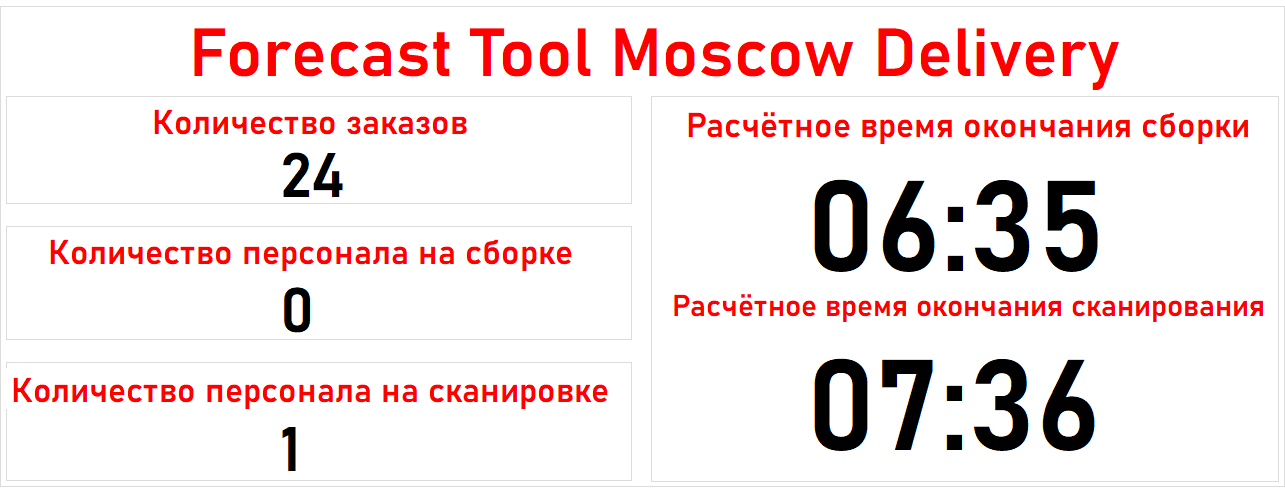 Forecast Tool Moscow Delivery
Количество заказов
24
Количество персонала на сборке
0
Количество персонала на сканировке
1
Расчётное время окончания сборки
06:35
Расчётное время окончания сканирования
07:36